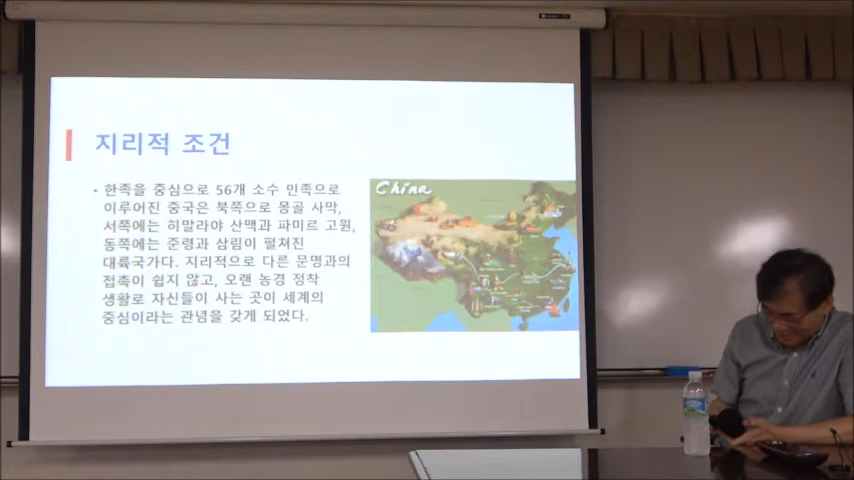 지리적 조건
• 한족을 중심으로 56개 소수 민족으로
이루어진 중국은 북쪽으로 몽골 사막,
서쪽에는 히말라야 산맥과 파미르 고원,
동쪽에는 준령과 삼림이 펼쳐진
대륙국가다. 지리적으로 다른 문명과의
접촉이 쉽지 않고, 오랜 농경 정착
생활로 자신들이 사는 곳이 세계의
중심이라는 관념을 갖게 되었다.
China